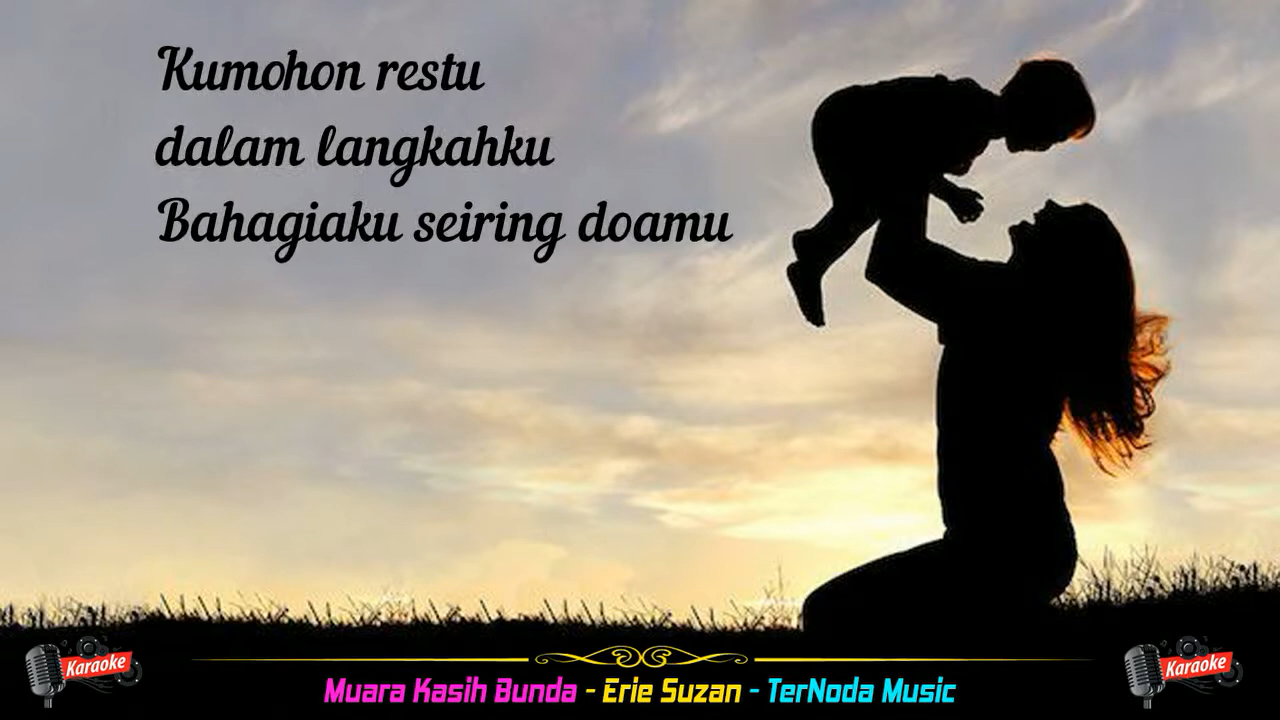 Kumohon restu
dalam langkahku
Bahagiaku seiring doamu
Karaoke
Karaoke
Muara Kasih Bunda - Erie Suzan - TerNoda Music